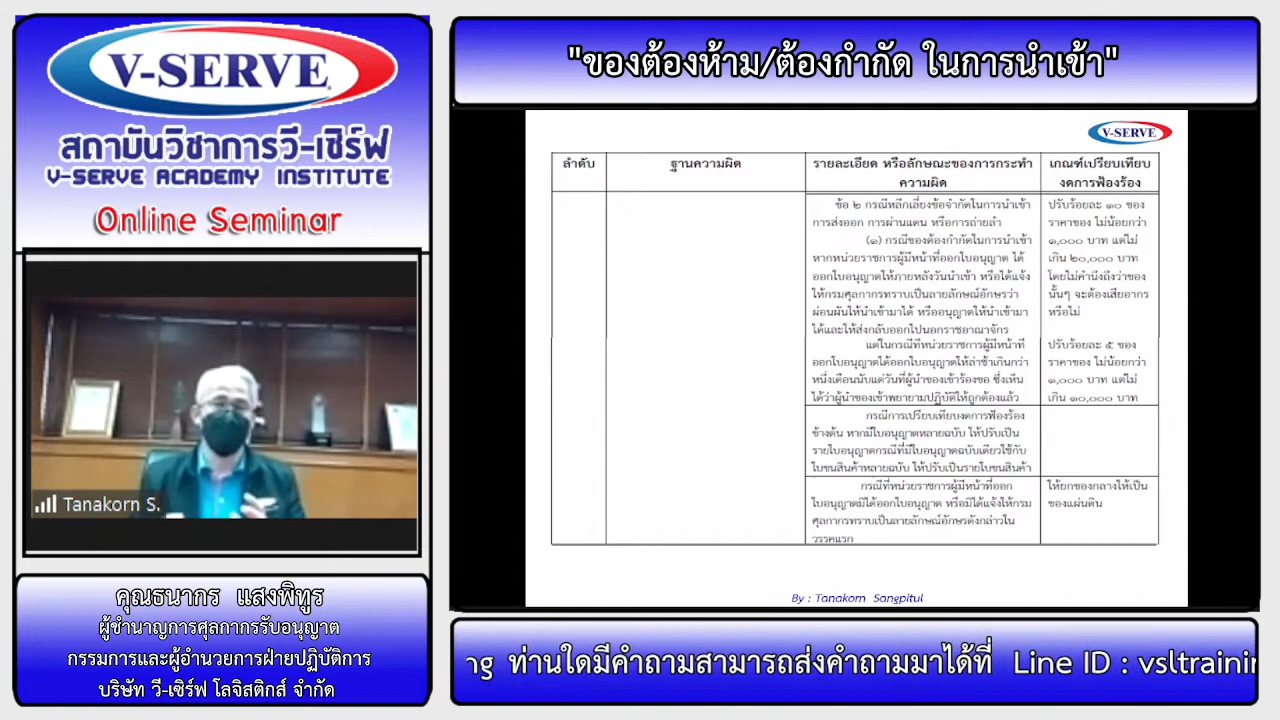 V-SERVE
สถาบันวิชาการวี-เซิร์ฟ
V-SERVE ACADEMY INSTITUTE
Online Seminar
Tanakorn S.
คุณธนากร แสงพิทูร
ผู้ชำนาญการศุลกากรรับอนุญาต
กรรมการและผู้อำนวยการฝ่ายปฏิบัติการ
บริษัท วี-เซิร์ฟ โลจิสติกส์ จำกัด
"ของต้องห้าม/ต้องกำกัด ในการนำเข้า"
V-SERVE
ลำดับ
ฐานความผิด
รายละเอียด หรือลักษณะของการกระทำ
ความผิด
เกณฑ์เปรียบเทียบ
งดการฟ้องร้อง
ข้อ ๒ กรณีหลีกเลี่ยงข้อจำกัดในการนำเข้า
การส่งออก การผ่านแดน หรือการถ่ายลำ
(๑) กรณีของต้องกำกัดในการนำเข้า
หากหน่วยราชการผู้มีหน้าที่ออกใบอนุญาต ได้
ออกใบอนุญาตให้ภายหลังวันนำเข้า หรือได้แจ้ง
ให้กรมศุลกากรทราบเป็นลายลักษณ์อักษรว่า
ผ่อนผันให้นำเข้ามาได้ หรืออนุญาตให้นำเข้ามา
ได้และให้ส่งกลับออกไปนอกราชอาณาจักร
ปรับร้อยละ ๑๐ ของ
ราคาของ ไม่น้อยกว่า
๑,๐๐๐ บาท แต่ไม่
เกิน ๒๐,๐๐๐ บาท
โดยไม่คำนึงถึงว่าของ
นั้นๆ จะต้องเสียอากร
หรือไม่
แต่ในกรณีที่หน่วยราชการผู้มีหน้าที่
ออกใบอนุญาตได้ออกใบอนุญาตให้ล่าช้าเกินกว่า
หนึ่งเดือนนับแต่วันที่ผู้นำของเข้าร้องขอ ซึ่งเห็น
ได้ว่าผู้นำของเข้าพยายามปฏิบัติให้ถูกต้องแล้ว
ปรับร้อยละ ๕ ของ
ราคาของ ไม่น้อยกว่า
๑,๐๐๐ บาท แต่ไม่
เกิน ๑๐,๐๐๐ บาท
กรณีการเปรียบเทียบงดการฟ้องร้อง
ข้างต้น หากมีใบอนุญาตหลายฉบับ ให้ปรับเป็น
รายใบอนุญาตกรณีที่มีใบอนุญาตฉบับเดียวใช้กับ
ใบขนสินค้าหลายฉบับ ให้ปรับเป็นรายใบขนสินค้า
กรณีที่หน่วยราชการผู้มีหน้าที่ออก
ใบอนุญาตมิได้ออกใบอนุญาต หรือมิได้แจ้งให้กรม
ศุลกากรทราบเป็นลายลักษณ์อักษรดังกล่าวใน
วรรคแรก
ให้ยกของกลางให้เป็น
ของแผ่นดิน
By : Tanakorn Sangpitul
ng ท่านใดมีคำถามสามารถส่งคำถามมาได้ที่ Line ID : vsltrainin